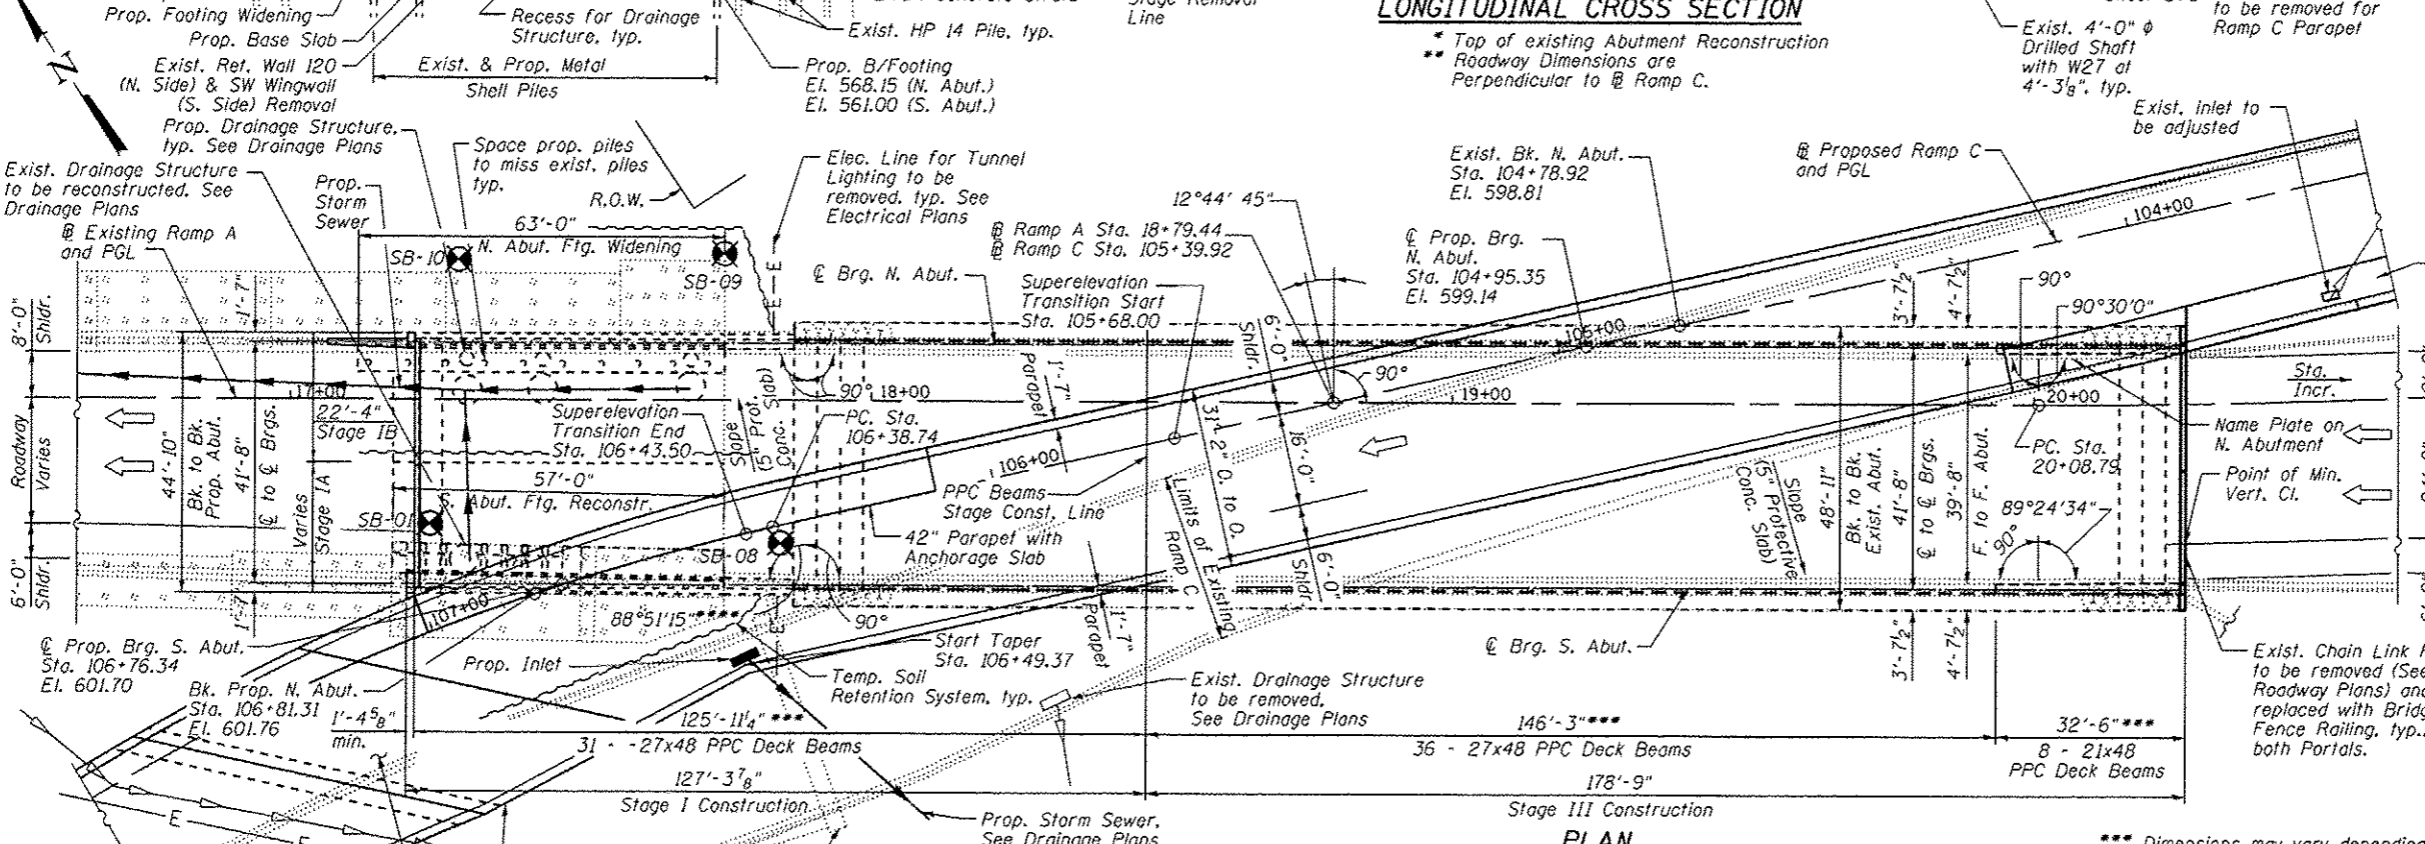 Prop. Footing Widening
Prop. Base Slab
Exist. Ret. Wall 120
(N. Side) & SW Wingwall
(S. Side) Removal
Prop. Drainage Structure,
typ. See Drainage Plans
Recess for Drainage
Structure, typ.
Exist. & Prop. Metal
Shell Piles
Stage Removal
Line
Exist. HP 14 Pile, typ.
Prop. B/Footing
El. 568.15 (N. Abut.)
El. 561.00 (S. Abut.)
LONGITUDINAL CROSS SECTION
* Top of existing Abutment Reconstruction
** Roadway Dimensions are
Perpendicular to ℄ Ramp C.
to be removed for
Ramp C Parapet
Exist. 4'-0" φ
Drilled Shaft
with W27 at
4'-3⅛", typ.
Exist. Inlet to
be adjusted
N
Exist. Drainage Structure
to be reconstructed. See
Drainage Plans
℄ Existing Ramp A
and PGL
Prop.
Storm
Sewer
Space prop. piles
to miss exist. piles
typ.
R.O.W.
63'-0"
N. Abut. Ftg. Widening
SB-10
SB-09
Elec. Line for Tunnel
Lighting to be
removed, typ. See
Electrical Plans
12°44' 45"
℄ Ramp A Sta. 18+79.44
℄ Ramp C Sta. 105+39.92
℄ Brg. N. Abut.
Superelevation
Transition Start
Sta. 105+68.00
Exist. Bk. N. Abut.
Sta. 104+78.92
El. 598.81
℄ Prop. Brg.
N. Abut.
Sta. 104+95.35
El. 599.14
℄ Proposed Ramp C
and PGL
104+00
105+00
3'-7½"
4'-7½"
90°
90°30'0"
8'-0"
Shldr.
Roadway
Varies
6'-0"
Shldr.
1'-7"
44'-10"
Bk. to Bk.
Prop. Abut.
41'-8"
℄ to ℄ Brgs.
1'-7"
17+00
22'-4"
Stage IB
Varies
Stage IA
Superelevation
Transition End
Sta. 106+43.50
57'-0"
S. Abut. Ftg. Reconstr.
SB-01
SB-08
Slope
(5" Prot.
Conc. Slab)
E
E
90°
18+00
PC. Sta.
106+38.74
106+00
1'-7"
Parapet
6'-0"
Shldr.
90°
19+00
31'-2" O. to O.
16'-0"
6'-0"
Shldr.
PPC Beams
Stage Const. Line
42" Parapet with
Anchorage Slab
Limits of Existing
Ramp C
Slope
(5" Protective
Conc. Slab)
48'-11"
Bk. to Bk.
Exist. Abut.
41'-8"
℄ to ℄ Brgs.
39'-8"
F. to F. Abut.
20+00
PC. Sta.
20+08.79
89°24'34"
90°
Sta.
Incr.
Name Plate on
N. Abutment
Point of Min.
Vert. Cl.
107+00
88°51'15" ****
90°
℄ Prop. Brg. S. Abut.
Sta. 106+76.34
El. 601.70
Bk. Prop. N. Abut.
Sta. 106+81.31
El. 601.76
Prop. Inlet
Start Taper
Sta. 106+49.37
1'-7"
Parapet
Temp. Soil
Retention System, typ.
Exist. Drainage Structure
to be removed.
See Drainage Plans
℄ Brg. S. Abut.
3'-7½"
4'-7½"
Exist. Chain Link
to be removed (See
Roadway Plans) and
replaced with Bridge
Fence Railing, typ.
both Portals.
1'-4⅝"
min.
125'-11¼" ***
31 - -27x48 PPC Deck Beams
146'-3" ***
36 - 27x48 PPC Deck Beams
32'-6" ***
8 - 21x48
PPC Deck Beams
127'-3⅞"
Stage I Construction
178'-9"
Stage III Construction
Prop. Storm Sewer,
See Drainage Plans
E
PLAN
*** Dimensions may vary depending